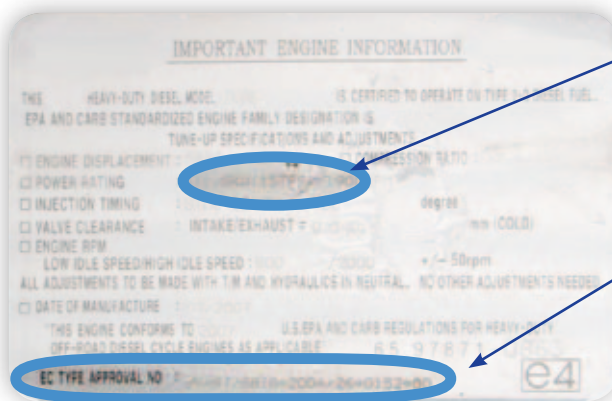 IMPORTANT ENGINE INFORMATION
THIS HEAVY-DUTY DIESEL MODEL IS CERTIFIED TO OPERATE ON TYPE DIESEL FUEL.
EPA AND CARB STANDARDIZED ENGINE FAMILY DESIGNATION IS
TUNE-UP SPECIFICATIONS AND ADJUSTMENTS
ENGINE DISPLACEMENT : COMPRESSION RATIO :
POWER RATING
INJECTION TIMING : degree
VALVE CLEARANCE : INTAKE/EXHAUST = mm (COLD)
ENGINE RPM
LOW IDLE SPEED/HIGH IDLE SPEED : +/- 50rpm
ALL ADJUSTMENTS TO BE MADE WITH T/M AND HYDRAULICS IN NEUTRAL. NO OTHER ADJUSTMENTS NEEDED
DATE OF MANUFACTURE :
THIS ENGINE CONFORMS TO U.S.EPA AND CARB REGULATIONS FOR HEAVY-DUTY
OFF-ROAD DIESEL CYCLE ENGINES AS APPLICABLE
EC TYPE APPROVAL NO :
e4